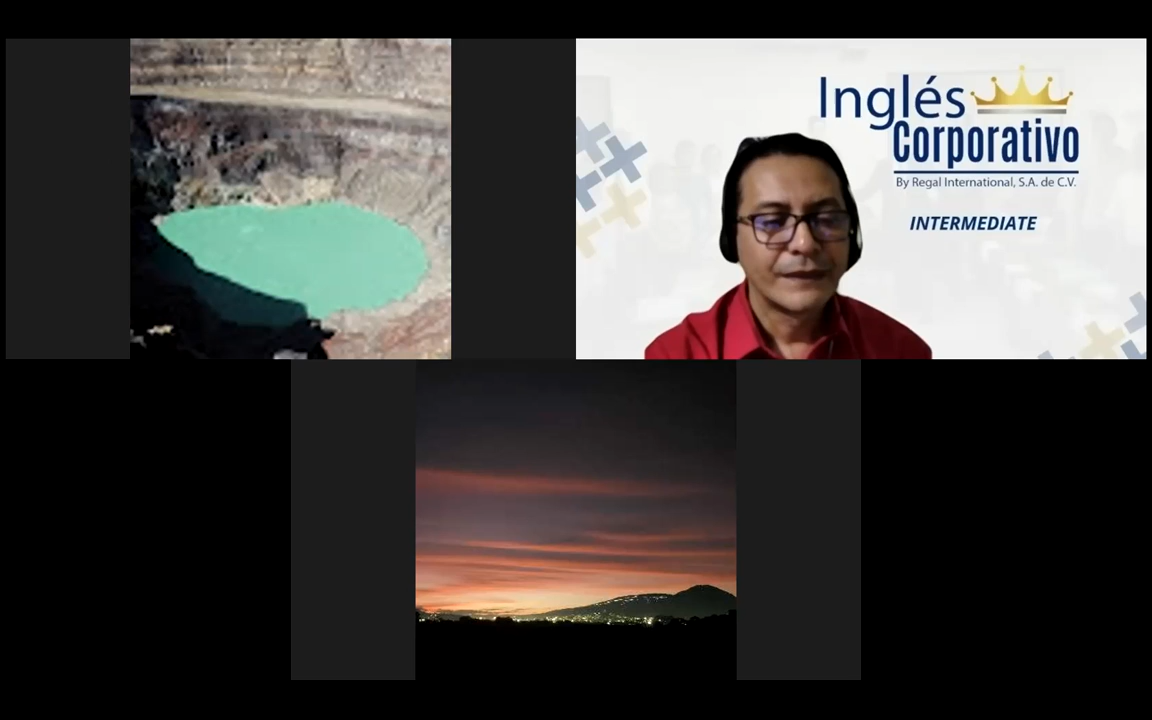 Inglés
Corporativo
By Regal International, S.A. de C.V.
INTERMEDIATE